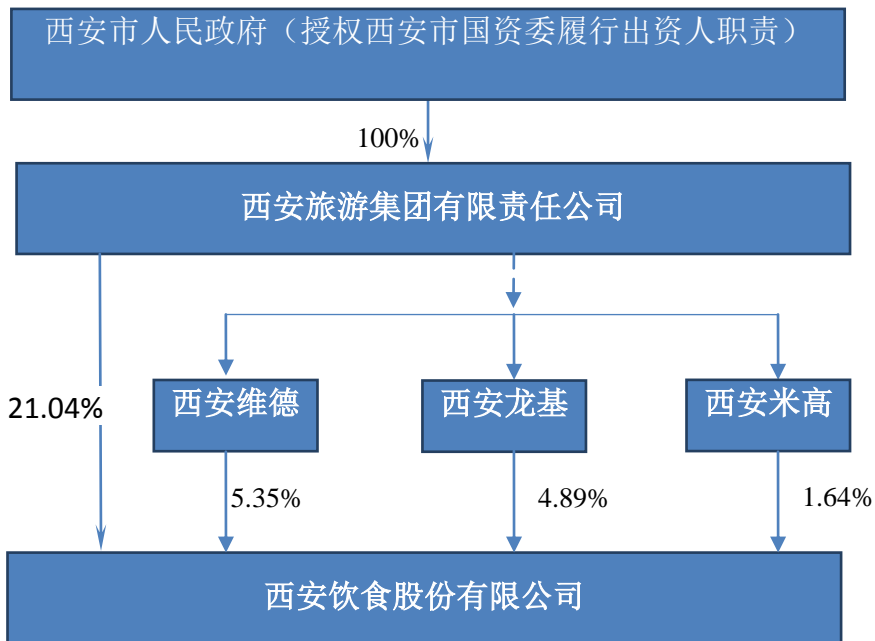 西安市人民政府（授权西安市国资委履行出资人职责）
100%
西安旅游集团有限责任公司
21.04%
西安维德
西安龙基
西安米高
5.35%
4.89%
1.64%
西安饮食股份有限公司